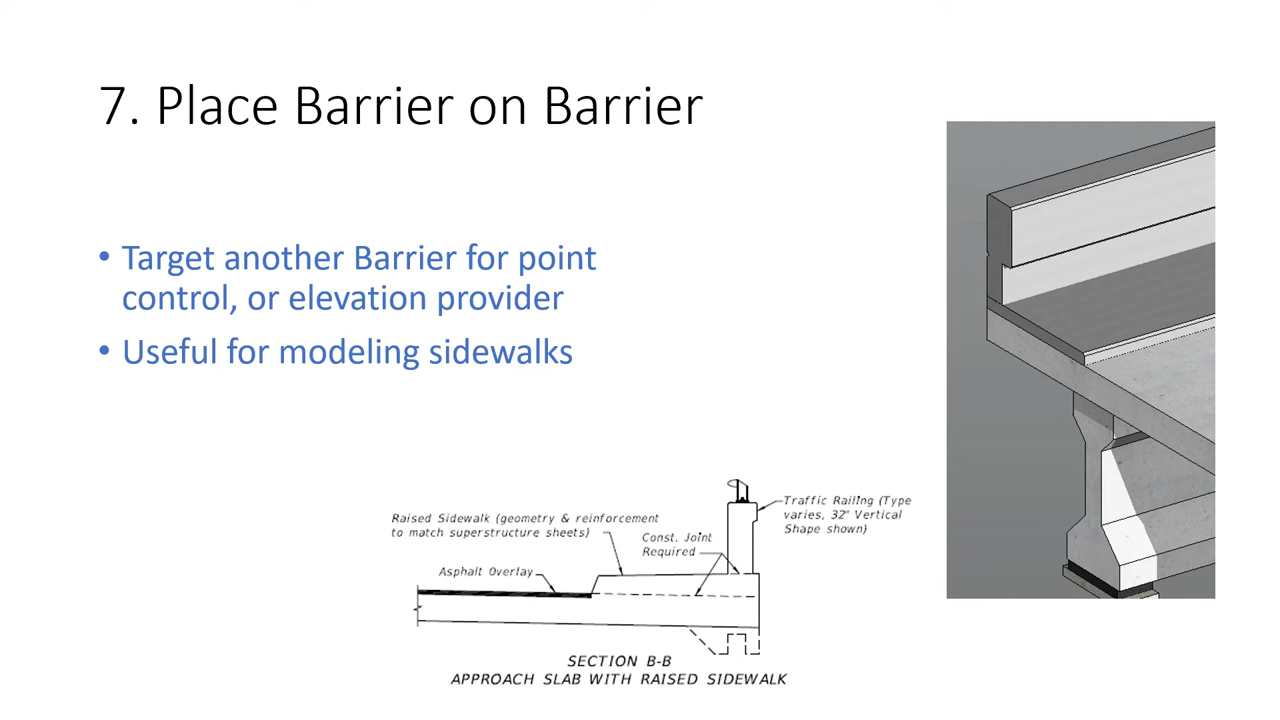 7. Place Barrier on Barrier
• Target another Barrier for point
control, or elevation provider
• Useful for modeling sidewalks
Raised Sidewalk (geometry & reinforcement
to match superstructure sheets)
Const. Joint
Required
Traffic Railing (Type
varies, 32" Vertical
Shape shown)
Asphalt Overlay
SECTION B-B
APPROACH SLAB WITH RAISED SIDEWALK